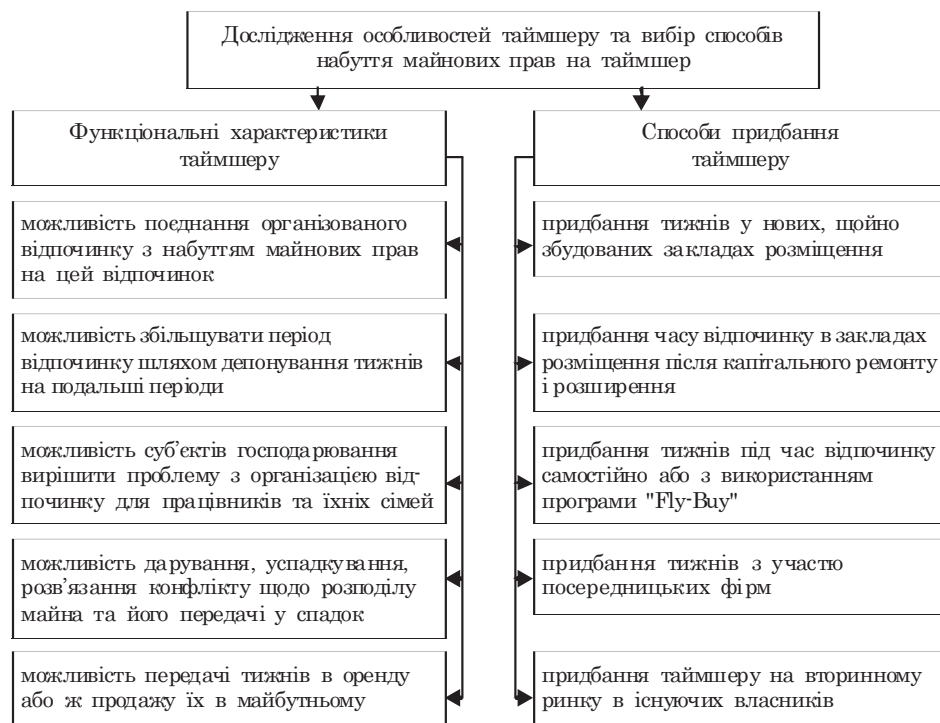 Дослідження особливостей таймшеру та вибір способів
набуття майнових прав на таймшер
Функціональні характеристики
таймшеру
можливість поєднання організованого
відпочинку з набуттям майнових прав
на цей відпочинок
можливість збільшувати період
відпочинку шляхом депонування тижнів
на подальші періоди
можливість суб’єктів господарювання
вирішити проблему з організацією від-
починку для працівників та їхніх сімей
можливість дарування, успадкування,
розв’язання конфлікту щодо розподілу
майна та його передачі у спадок
можливість передачі тижнів в оренду
або ж продажу їх в майбутньому
Способи придбання
таймшеру
придбання тижнів у нових, щойно
збудованих закладах розміщення
придбання часу відпочинку в закладах
розміщення після капітального ремонту
і розширення
придбання тижнів під час відпочинку
самостійно або з використанням
програми "Fly-Buy"
придбання тижнів з участю
посередницьких фірм
придбання таймшеру на вторинному
ринку в існуючих власників